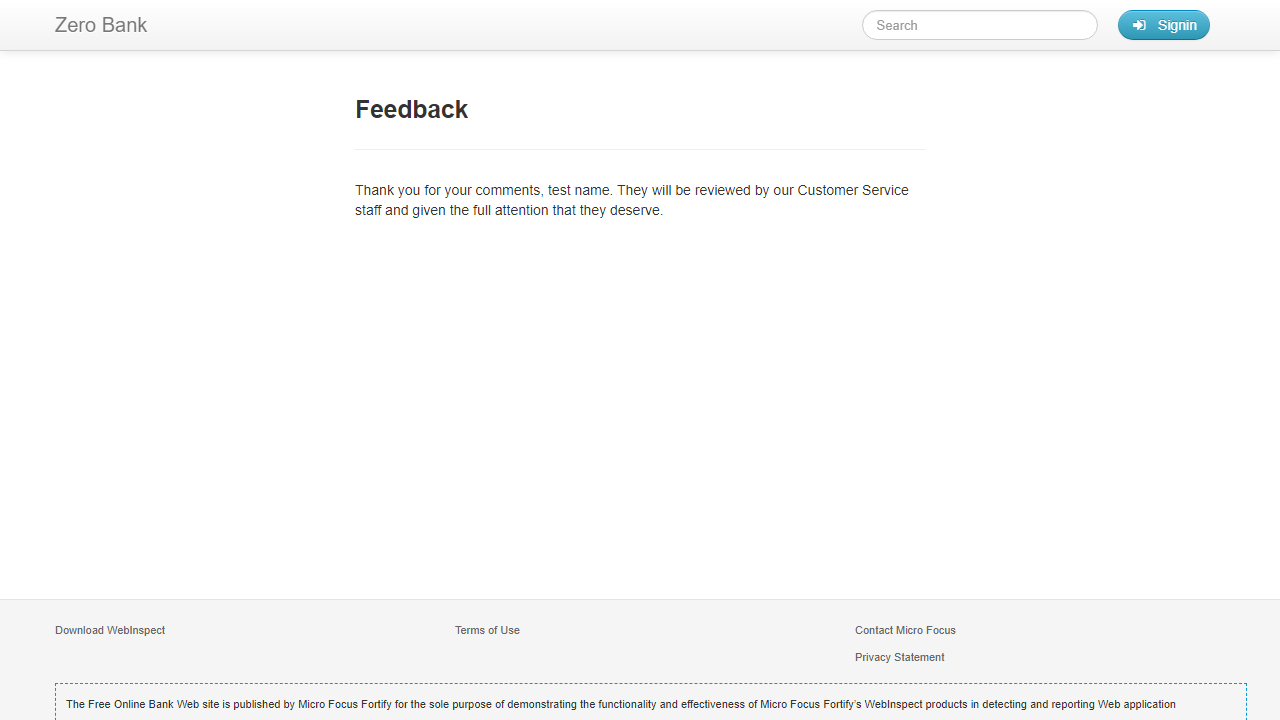 Zero Bank
Search
Signin
Feedback
Thank you for your comments, test name. They will be reviewed by our Customer Service
staff and given the full attention that they deserve.
Download WebInspect
Terms of Use
Contact Micro Focus
Privacy Statement
The Free Online Bank Web site is published by Micro Focus Fortify for the sole purpose of demonstrating the functionality and effectiveness of Micro Focus Fortify's WebInspect products in detecting and reporting Web application